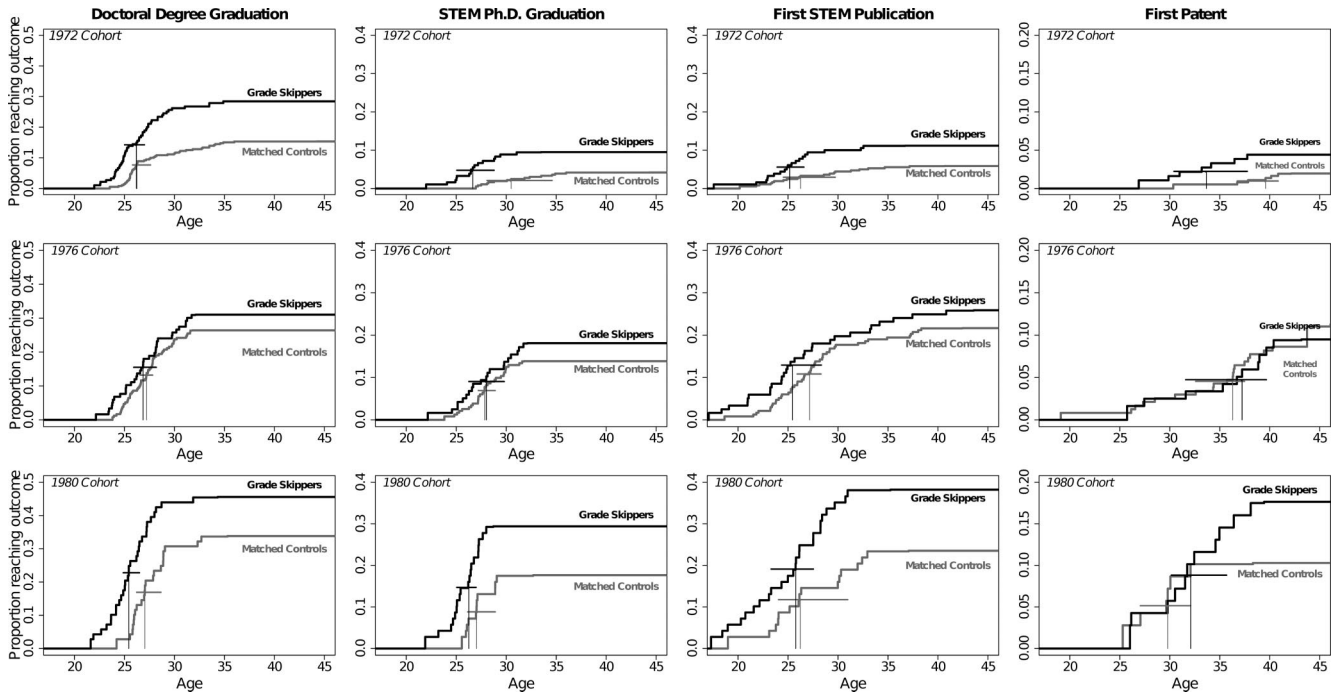 Doctoral Degree Graduation
STEM Ph.D. Graduation
First STEM Publication
First Patent
Proportion reaching outcome
0.0 0.1 0.2 0.3 0.4 0.5
1972 Cohort
Grade Skippers
Matched Controls
20 25 30 35 40 45
Age
0.0 0.1 0.2 0.3 0.4
1972 Cohort
Grade Skippers
Matched Controls
20 25 30 35 40 45
Age
0.0 0.1 0.2 0.3 0.4
1972 Cohort
Grade Skippers
Matched Controls
20 25 30 35 40 45
Age
0.00 0.05 0.10 0.15 0.20
1972 Cohort
Grade Skippers
Matched Controls
20 25 30 35 40 45
Age
Proportion reaching outcome
0.0 0.1 0.2 0.3 0.4 0.5
1976 Cohort
Grade Skippers
Matched Controls
20 25 30 35 40 45
Age
0.0 0.1 0.2 0.3 0.4
1976 Cohort
Grade Skippers
Matched Controls
20 25 30 35 40 45
Age
0.0 0.1 0.2 0.3 0.4
1976 Cohort
Grade Skippers
Matched Controls
20 25 30 35 40 45
Age
0.00 0.05 0.10 0.15 0.20
1976 Cohort
Grade Skippers
Matched
Controls
20 25 30 35 40 45
Age
Proportion reaching outcome
0.0 0.1 0.2 0.3 0.4 0.5
1980 Cohort
Grade Skippers
Matched Controls
20 25 30 35 40 45
Age
0.0 0.1 0.2 0.3 0.4
1980 Cohort
Grade Skippers
Matched Controls
20 25 30 35 40 45
Age
0.0 0.1 0.2 0.3 0.4
1980 Cohort
Grade Skippers
Matched Controls
20 25 30 35 40 45
Age
0.00 0.05 0.10 0.15 0.20
1980 Cohort
Grade Skippers
Matched Controls
20 25 30 35 40 45
Age